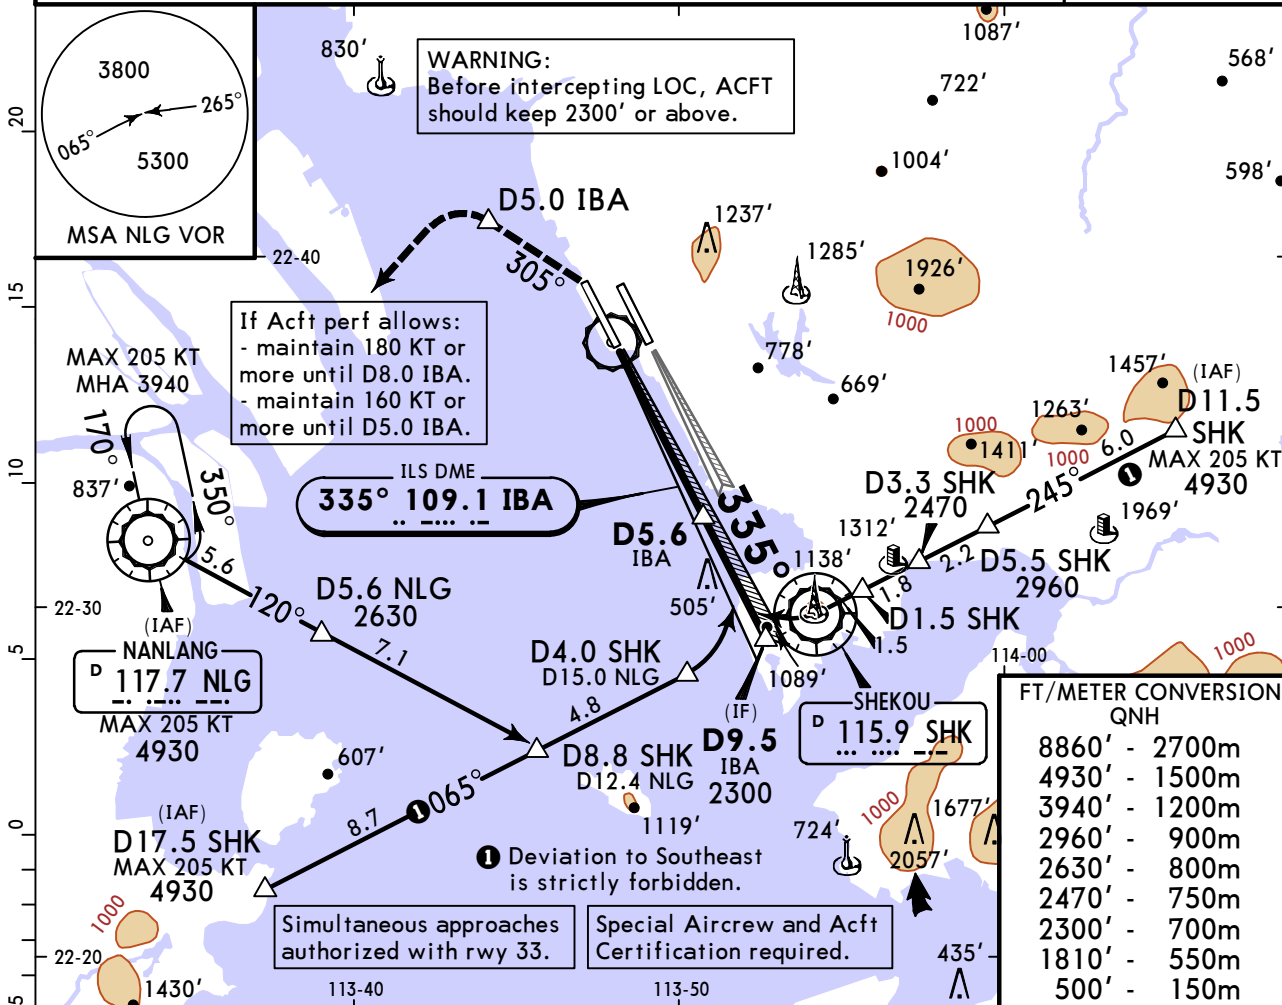 3800
265°
065°
5300
MSA NLG VOR
830'
WARNING:
Before intercepting LOC, ACFT
should keep 2300' or above.
1087'
722'
568'
1004'
598'
20
15
10
5
0
5
22-40
D5.0 IBA
305°
1237'
1285'
1926'
1000
If Acft perf allows:
- maintain 180 KT or
more until D8.0 IBA.
- maintain 160 KT or
more until D5.0 IBA.
778'
669'
MAX 205 KT
MHA 3940
170°
350°
837'
ILS DME
335° 109.1 IBA
335°
1457'
(IAF)
D11.5
SHK
MAX 205 KT
4930
1263'
1000
1000
1411'
6.0
245°
1
D3.3 SHK
2470
1312'
1969'
D5.6
IBA
505'
1138'
2.2
D5.5 SHK
2960
1.8
D1.5 SHK
1.5
5.6
120°
D5.6 NLG
2630
7.1
22-30
(IAF)
NANLANG
D 117.7 NLG
MAX 205 KT
4930
D4.0 SHK
D15.0 NLG
4.8
1089'
(IF)
D9.5
IBA
2300
SHEKOU
D 115.9 SHK
114-00
1000
D8.8 SHK
D12.4 NLG
607'
1119'
1
065°
8.7
(IAF)
D17.5 SHK
MAX 205 KT
4930
724'
1000
1677'
2057'
1 Deviation to Southeast
is strictly forbidden.
Simultaneous approaches
authorized with rwy 33.
Special Aircrew and Acft
Certification required.
435'
1000
22-20
1430'
113-40
113-50
FT/METER CONVERSION
QNH
8860' - 2700m
4930' - 1500m
3940' - 1200m
2960' - 900m
2630' - 800m
2470' - 750m
2300' - 700m
1810' - 550m
500' - 150m